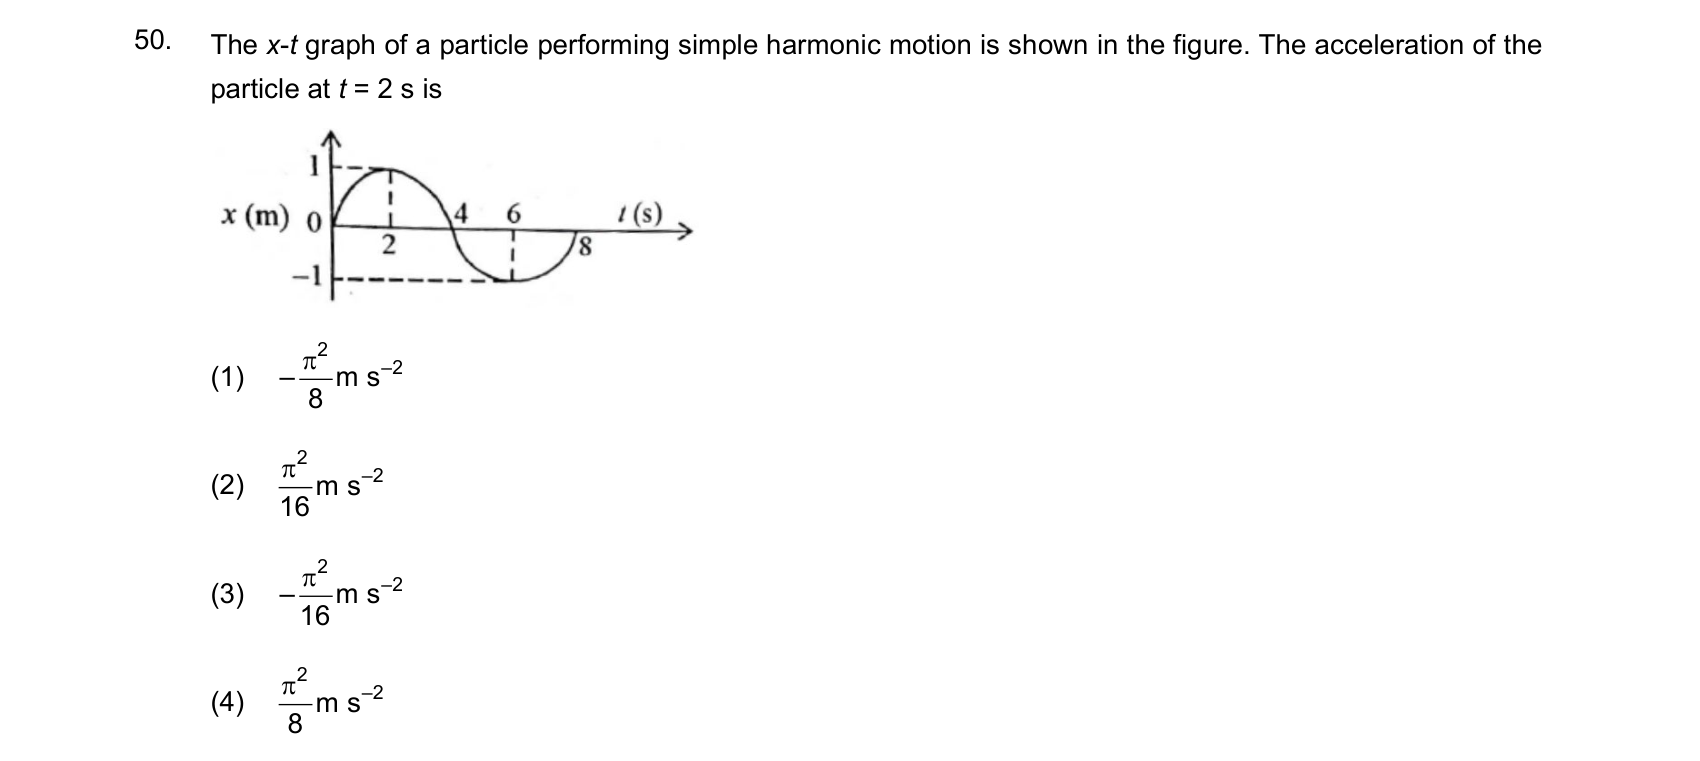 50. The x-t graph of a particle performing simple harmonic motion is shown in the figure. The acceleration of the
particle at t = 2 s is
1
x (m) 0
4 6 t (s)
2 8
–1
(1) –π²/8 m s⁻²
(2) π²/16 m s⁻²
(3) –π²/16 m s⁻²
(4) π²/8 m s⁻²